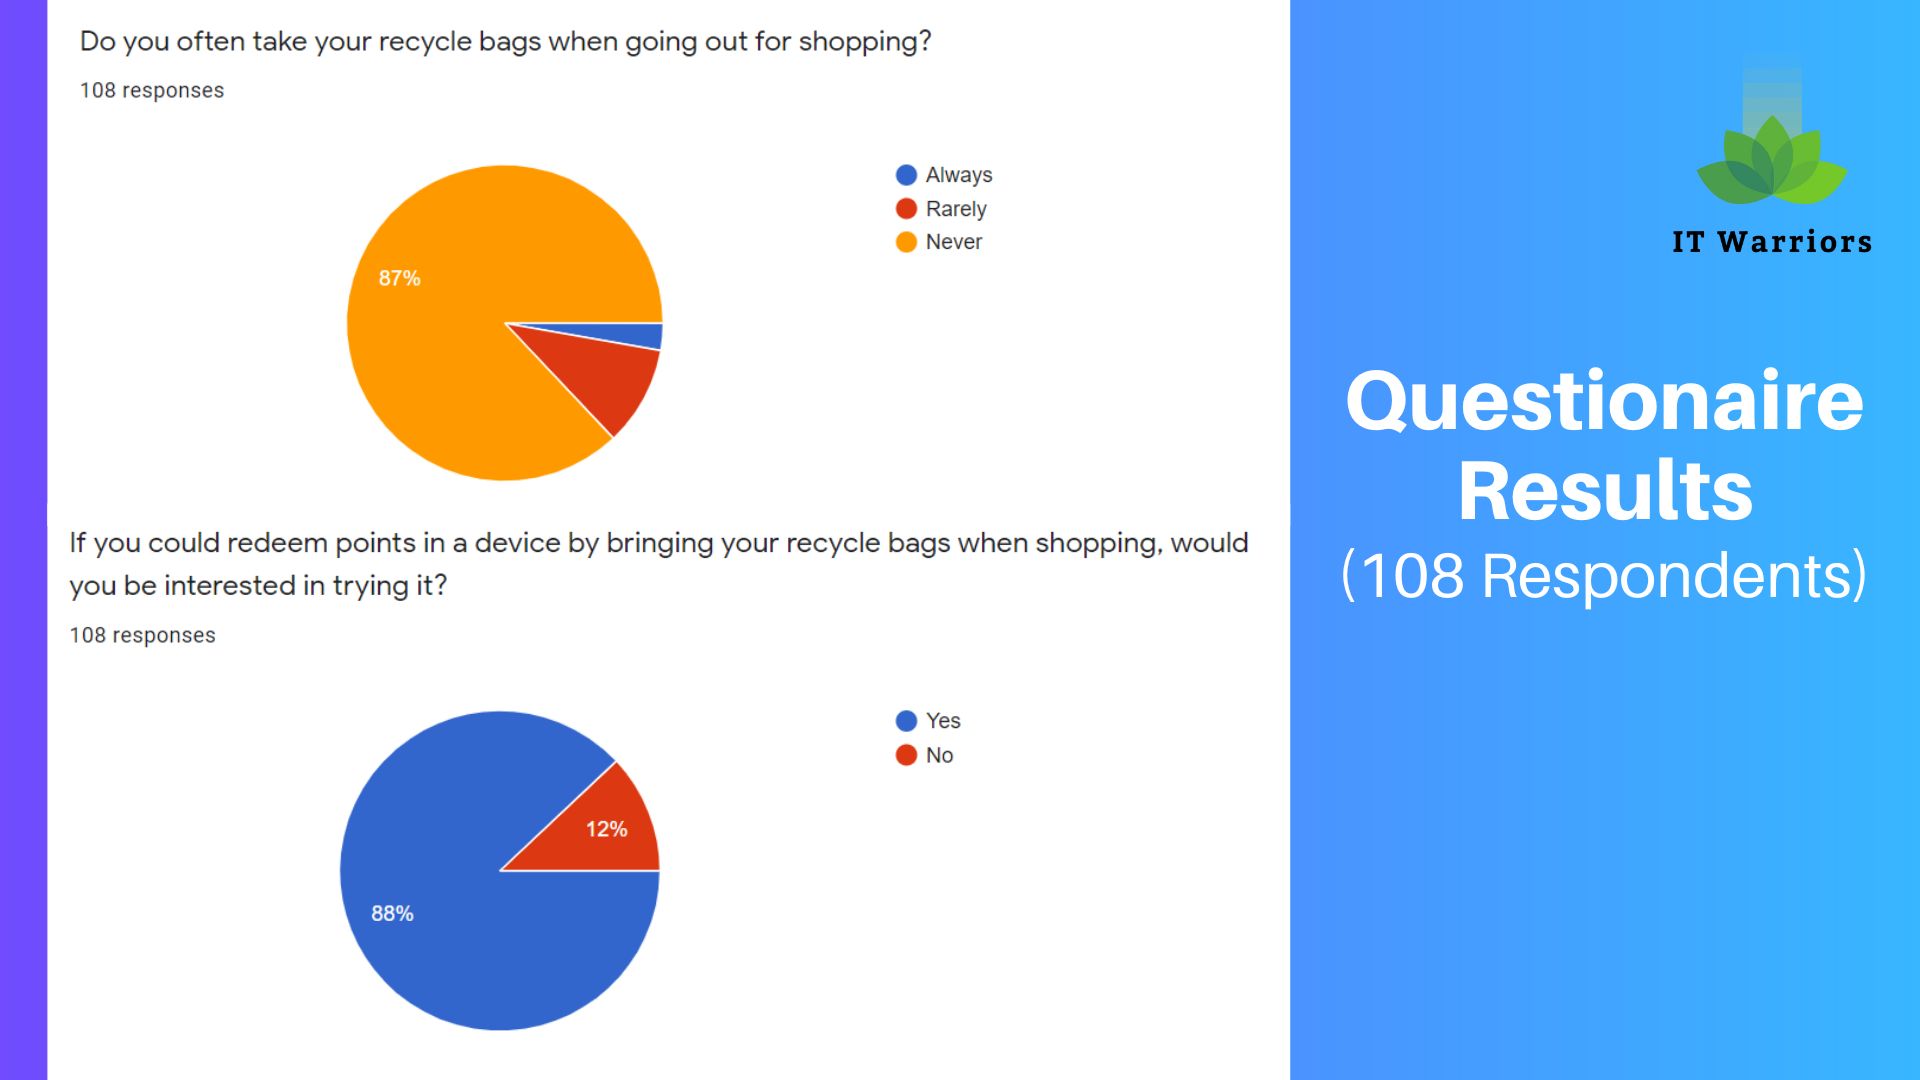 Do you often take your recycle bags when going out for shopping?
108 responses
Always
Rarely
Never
87%
If you could redeem points in a device by bringing your recycle bags when shopping, would
you be interested in trying it?
108 responses
Yes
No
12%
88%
IT Warriors
Questionaire
Results
(108 Respondents)